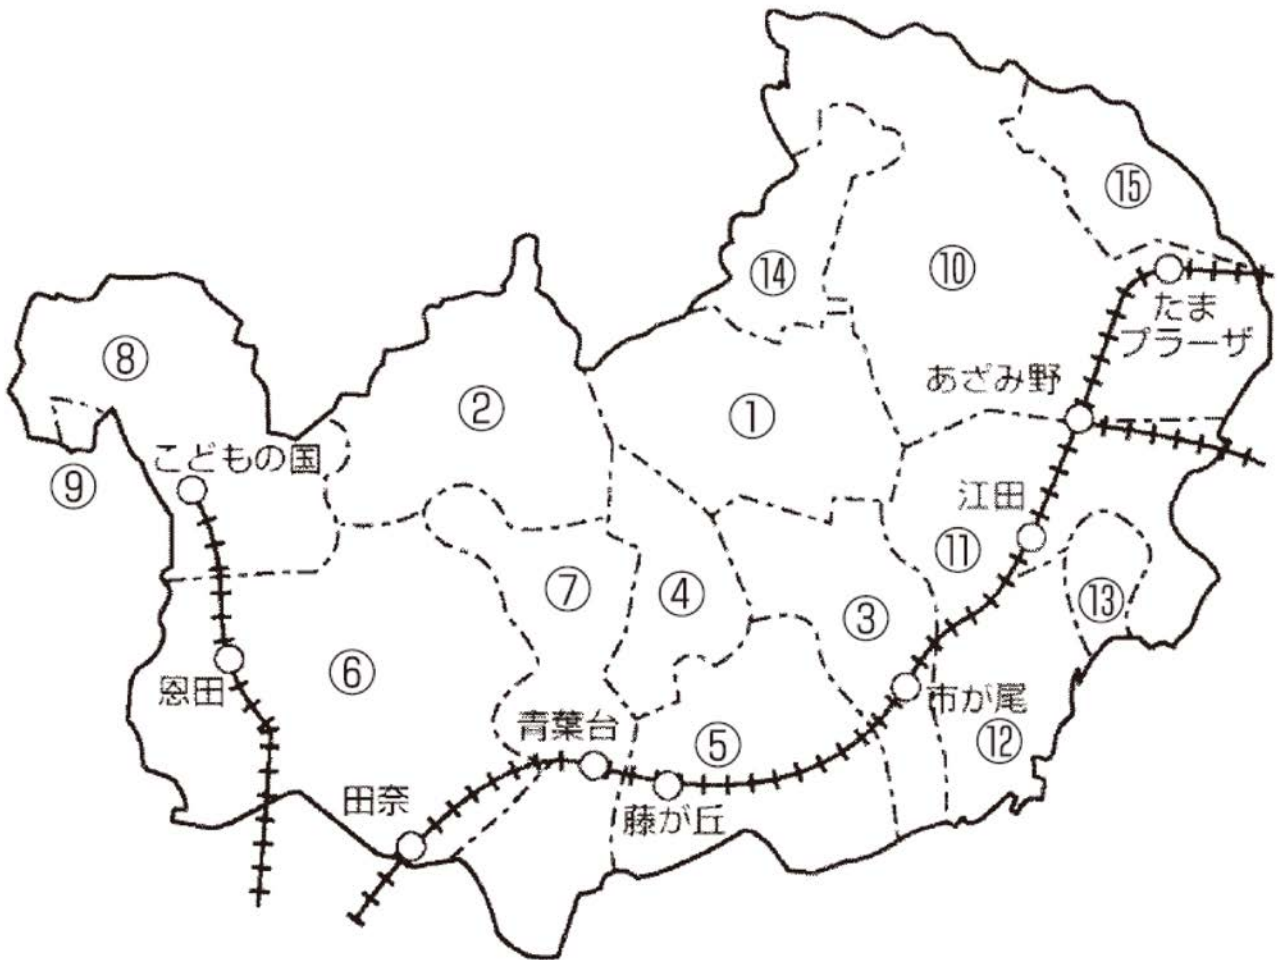 ⑮
⑭
⑩
たま
プラーザ
⑧
あざみ野
②
①
こどもの国
⑨
江田
⑪
⑦
④
⑬
③
⑥
恩田
市が尾
青葉台
⑤
⑫
田奈
藤が丘